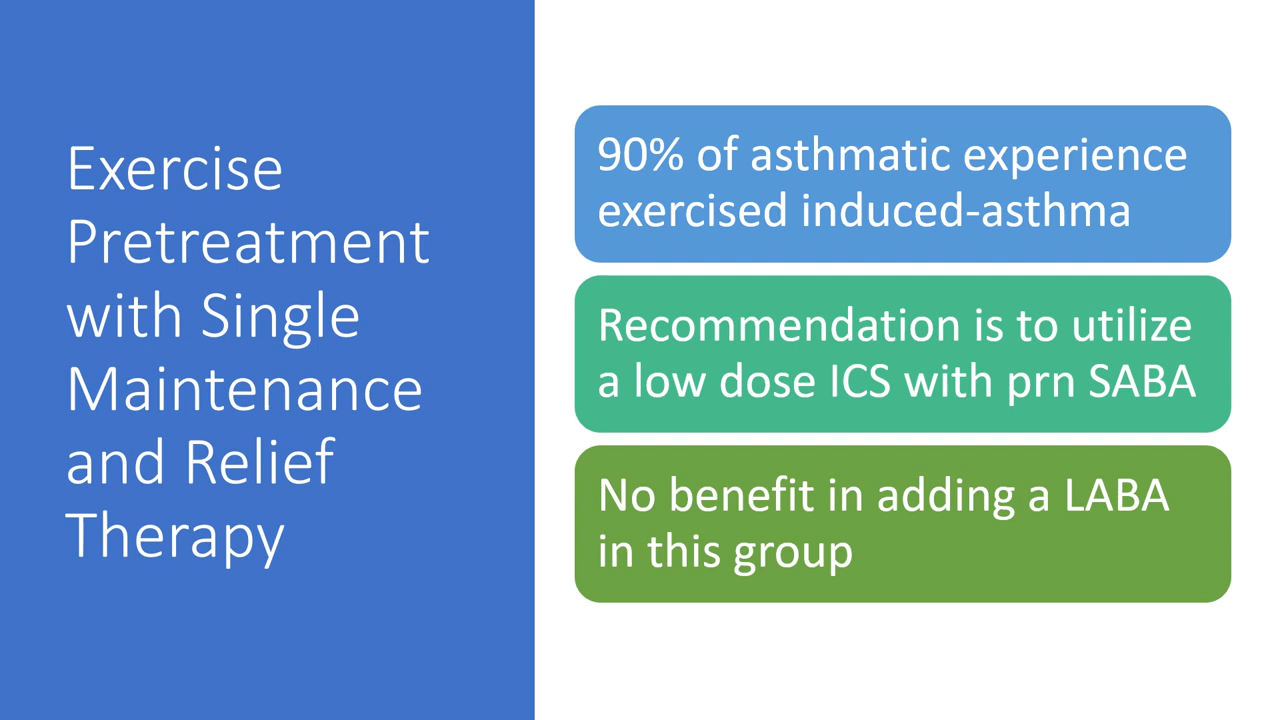 Exercise
Pretreatment
with Single
Maintenance
and Relief
Therapy
90% of asthmatic experience
exercised induced-asthma
Recommendation is to utilize
a low dose ICS with prn SABA
No benefit in adding a LABA
in this group